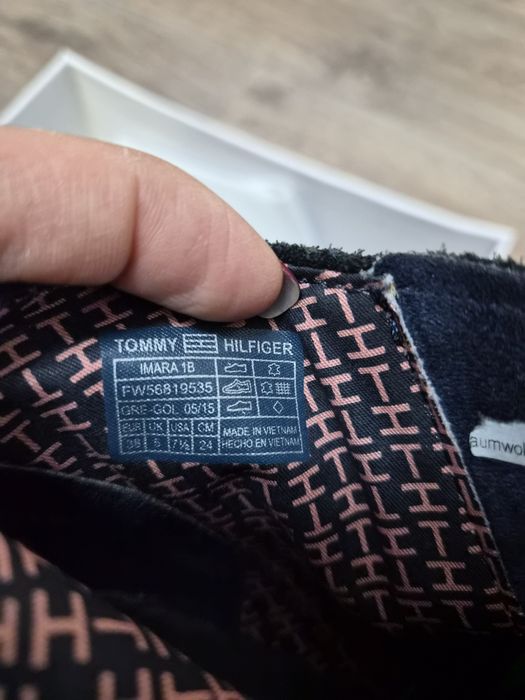 TOMMY HILFIGER
IMARA 1B
FW56819535
GRE-GOL 05/15
EUR UK USA CM
38 5 7½ 24
MADE IN VIETNAM
HECHO EN VIETNAM
aumwol